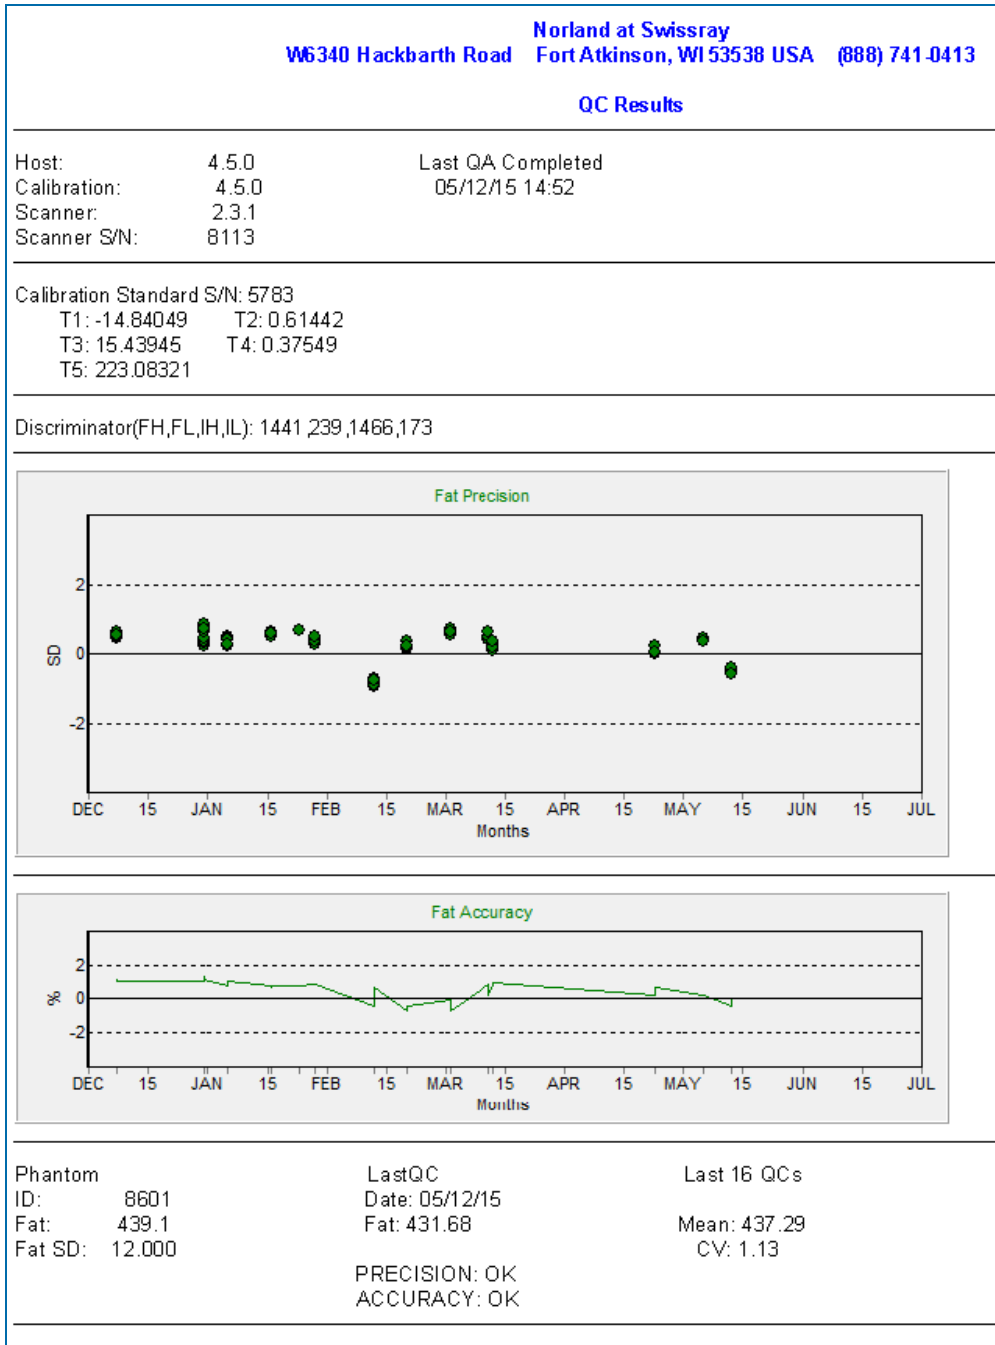 Norland at Swissray
W6340 Hackbarth Road Fort Atkinson, WI 53538 USA (888) 741-0413
QC Results
Host: 4.5.0 Last QA Completed
Calibration: 4.5.0 05/12/15 14:52
Scanner: 2.3.1
Scanner S/N: 8113
Calibration Standard S/N: 5783
T1: -14.84049 T2: 0.61442
T3: 15.43945 T4: 0.37549
T5: 223.08321
Discriminator(FH,FL,IH,IL): 1441,239,1466,173
Fat Precision
2
SD 0
-2
DEC 15 JAN 15 FEB 15 MAR 15 APR 15 MAY 15 JUN 15 JUL
Months
Fat Accuracy
2
% 0
-2
DEC 15 JAN 15 FEB 15 MAR 15 APR 15 MAY 15 JUN 15 JUL
Months
Phantom LastQC Last 16 QCs
ID: 8601 Date: 05/12/15
Fat: 439.1 Fat: 431.68 Mean: 437.29
Fat SD: 12.000 CV: 1.13
PRECISION: OK
ACCURACY: OK